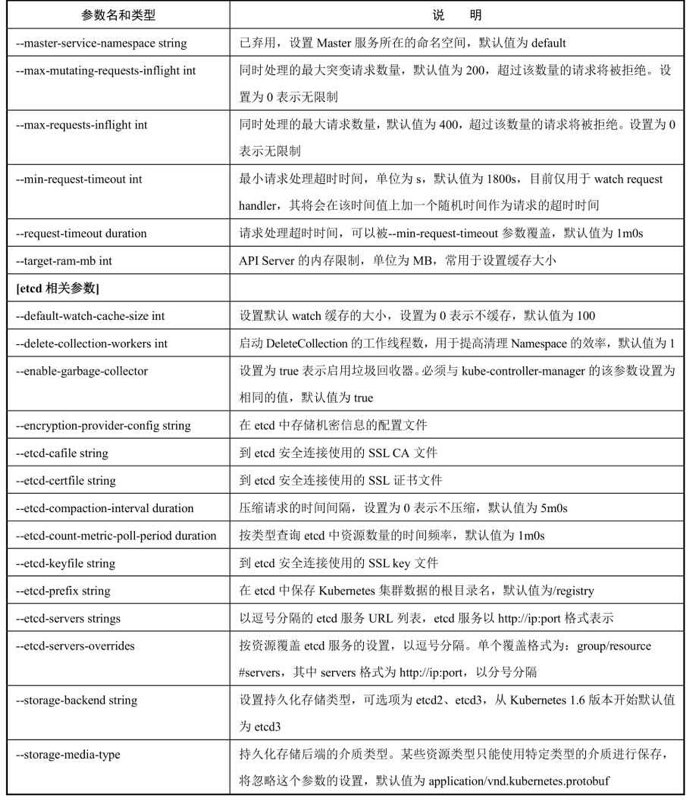 参数名和类型
说 明
--master-service-namespace string
已弃用，设置 Master 服务所在的命名空间，默认值为 default
--max-mutating-requests-inflight int
同时处理的最大突变请求数量，默认值为 200，超过该数量的请求将被拒绝。设
置为 0 表示无限制
--max-requests-inflight int
同时处理的最大请求数量，默认值为 400，超过该数量的请求将被拒绝。设置为 0
表示无限制
--min-request-timeout int
最小请求处理超时时间，单位为 s，默认值为 1800s，目前仅用于 watch request
handler，其将会在该时间值上加一个随机时间作为请求的超时时间
--request-timeout duration
请求处理超时时间，可以被--min-request-timeout 参数覆盖，默认值为 1m0s
--target-ram-mb int
API Server 的内存限制，单位为 MB，常用于设置缓存大小
[etcd 相关参数]
--default-watch-cache-size int
设置默认 watch 缓存的大小，设置为 0 表示不缓存，默认值为 100
--delete-collection-workers int
启动 DeleteCollection 的工作线程数，用于提高清理 Namespace 的效率，默认值为 1
--enable-garbage-collector
设置为 true 表示启用垃圾回收器。必须与 kube-controller-manager 的该参数设置为
相同的值，默认值为 true
--encryption-provider-config string
在 etcd 中存储机密信息的配置文件
--etcd-cafile string
到 etcd 安全连接使用的 SSL CA 文件
--etcd-certfile string
到 etcd 安全连接使用的 SSL 证书文件
--etcd-compaction-interval duration
压缩请求的时间间隔，设置为 0 表示不压缩，默认值为 5m0s
--etcd-count-metric-poll-period duration
按类型查询 etcd 中资源数量的时间频率，默认值为 1m0s
--etcd-keyfile string
到 etcd 安全连接使用的 SSL key 文件
--etcd-prefix string
在 etcd 中保存 Kubernetes 集群数据的根目录名，默认值为/registry
--etcd-servers strings
以逗号分隔的 etcd 服务 URL 列表，etcd 服务以 http://ip:port 格式表示
--etcd-servers-overrides
按资源覆盖 etcd 服务的设置，以逗号分隔。单个覆盖格式为：group/resource
#servers，其中 servers 格式为 http://ip:port，以分号分隔
--storage-backend string
设置持久化存储类型，可选项为 etcd2、etcd3，从 Kubernetes 1.6 版本开始默认值
为 etcd3
--storage-media-type
持久化存储后端的介质类型。某些资源类型只能使用特定类型的介质进行保存，
将忽略这个参数的设置，默认值为 application/vnd.kubernetes.protobuf